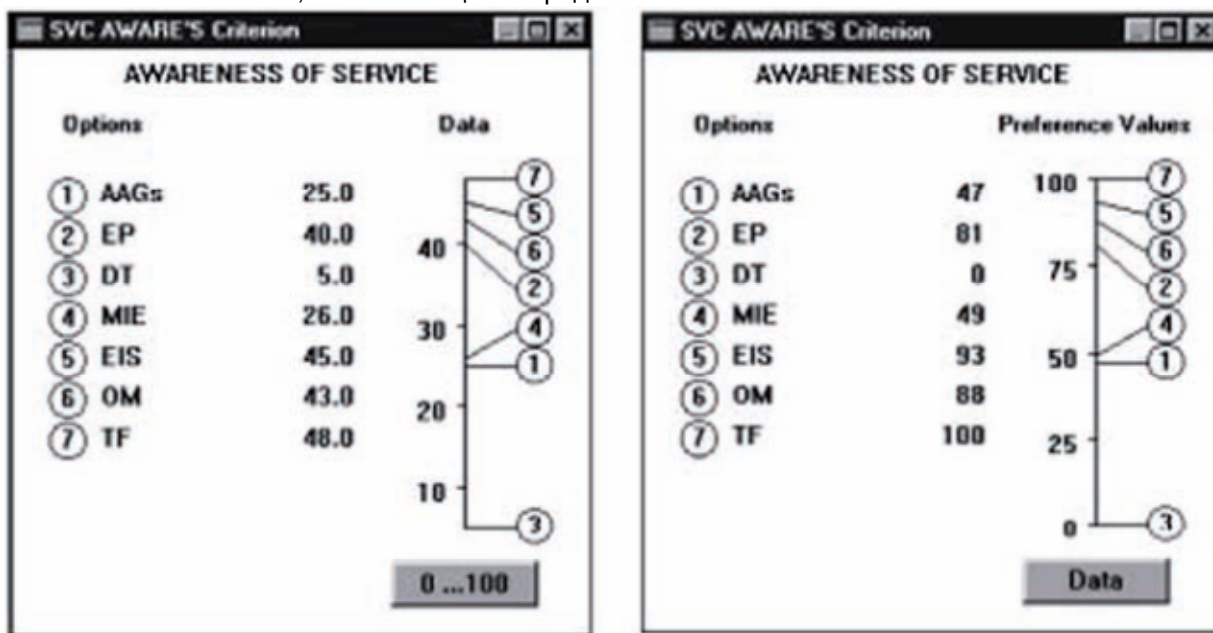 SVC AWARE'S Criterion
AWARENESS OF SERVICE
Options Data
1 AAGs 25.0
2 EP 40.0
3 DT 5.0
4 MIE 26.0
5 EIS 45.0
6 OM 43.0
7 TF 48.0
40
30
20
10
7
5
6
2
4
1
3
0 ...100
SVC AWARE'S Criterion
AWARENESS OF SERVICE
Options Preference Values
1 AAGs 47
2 EP 81
3 DT 0
4 MIE 49
5 EIS 93
6 OM 88
7 TF 100
100
75
50
25
0
7
5
6
2
4
1
3
Data